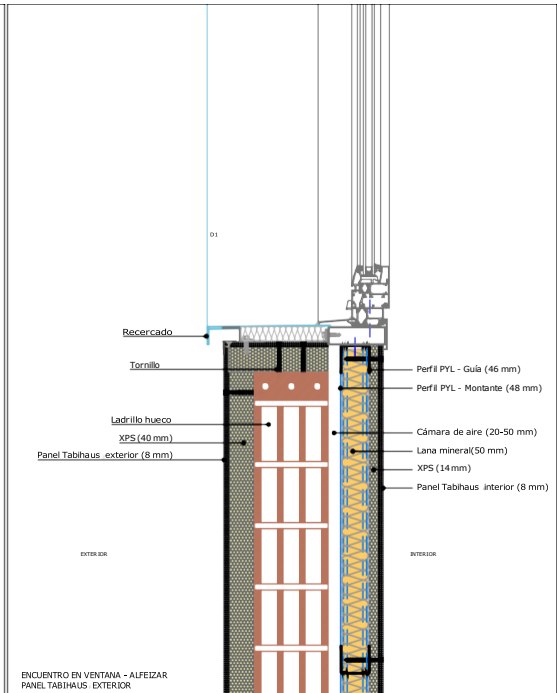 D1
Recercado
Tornillo
Perfil PYL - Guía (46 mm)
Perfil PYL - Montante (48 mm)
Ladrillo hueco
Cámara de aire (20-50 mm)
XPS (40 mm)
Lana mineral(50 mm)
Panel Tabihaus exterior (8 mm)
XPS (14mm)
Panel Tabihaus interior (8 mm)
EXTERIOR
INTERIOR
ENCUENTRO EN VENTANA - ALFEIZAR
PANEL TABIHAUS EXTERIOR